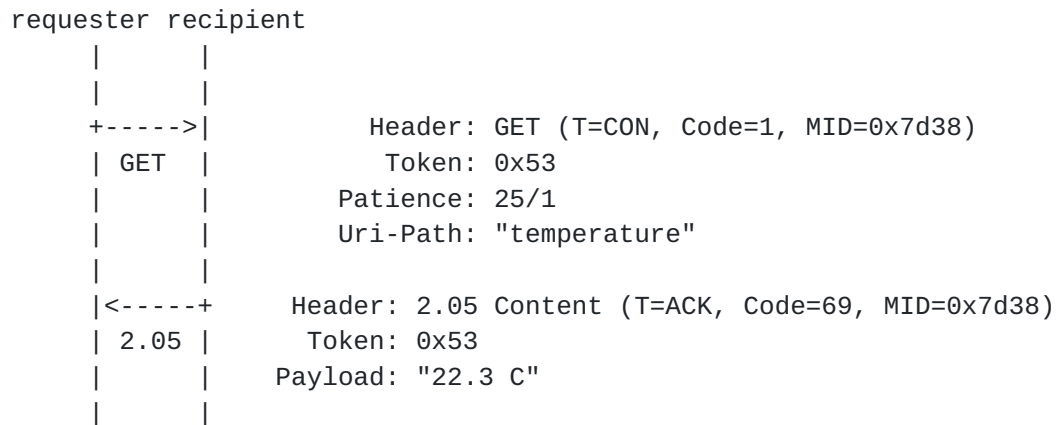 requester recipient
     |      |
     |      |
     +----->|          Header: GET (T=CON, Code=1, MID=0x7d38)
     | GET  |           Token: 0x53
     |      |        Patience: 25/1
     |      |        Uri-Path: "temperature"
     |      |
     |<-----+     Header: 2.05 Content (T=ACK, Code=69, MID=0x7d38)
     | 2.05 |      Token: 0x53
     |      |    Payload: "22.3 C"
     |      |